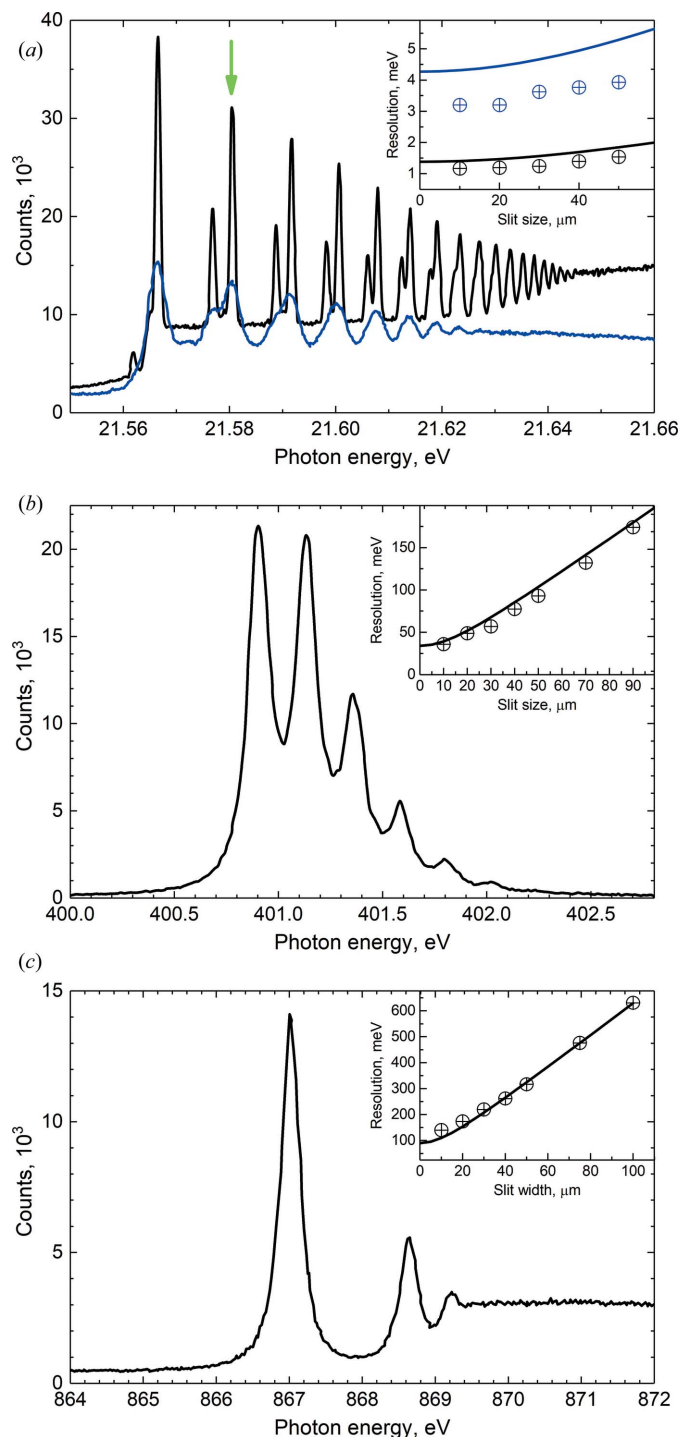 (a)
40
30
20
10
0
Counts, 10³
21.56 21.58 21.60 21.62 21.64 21.66
Photon energy, eV
5
4
3
2
1
Resolution, meV
0 20 40
Slit size, μm
(b)
20
15
10
5
0
Counts, 10³
400.0 400.5 401.0 401.5 402.0 402.5
Photon energy, eV
150
100
50
0
Resolution, meV
0 10 20 30 40 50 60 70 80 90
Slit size, μm
(c)
15
10
5
0
Counts, 10³
864 865 866 867 868 869 870 871 872
Photon energy, eV
600
500
400
300
200
100
Resolution, meV
0 20 40 60 80 100
Slit width, μm